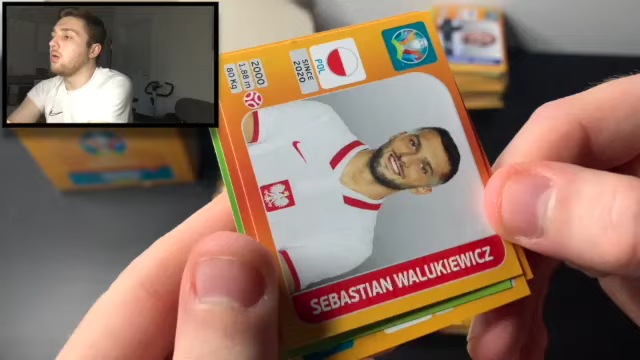 POL
SINCE
2020
2000
1.88 m
80 Kg
SEBASTIAN WALUKIEWICZ